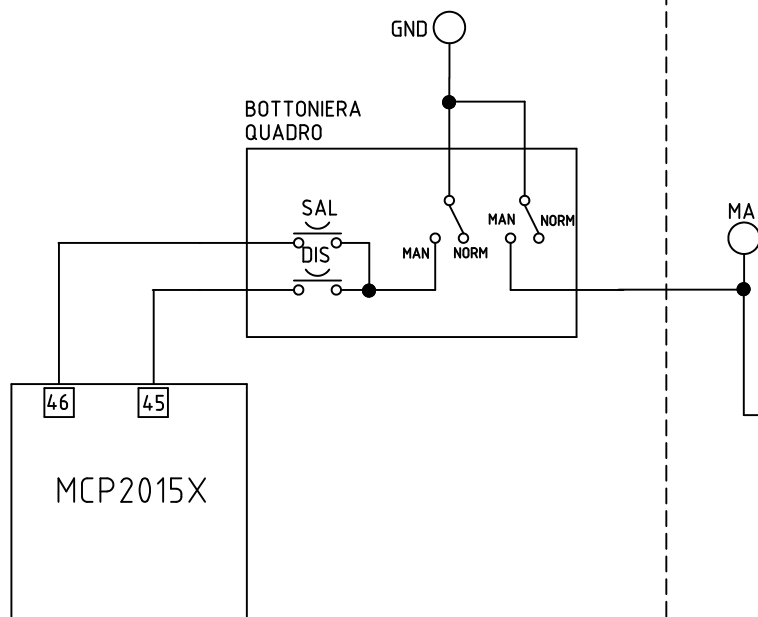 GND
BOTTONIERA
QUADRO
SAL
DIS
MAN
NORM
MAN
NORM
MA
46
45
MCP2015X